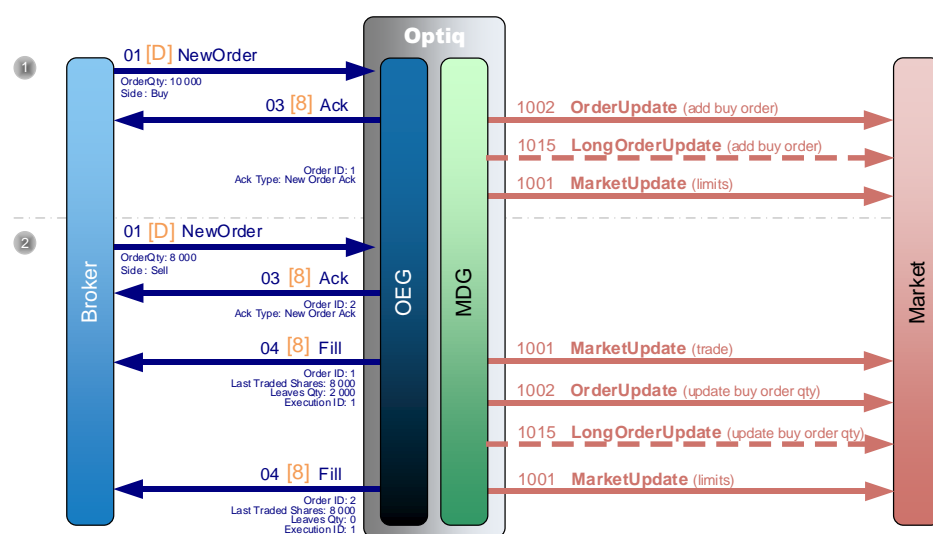 Optiq
1
01 [D] NewOrder
OrderQty: 10 000
Side : Buy
03 [8] Ack
Order ID: 1
Ack Type: New Order Ack
1002 OrderUpdate (add buy order)
1015 LongOrderUpdate (add buy order)
1001 MarketUpdate (limits)
2
01 [D] NewOrder
OrderQty: 8 000
Side : Sell
03 [8] Ack
Order ID: 2
Ack Type: New Order Ack
04 [8] Fill
Order ID: 1
Last Traded Shares: 8 000
Leaves Qty: 2 000
Execution ID: 1
04 [8] Fill
Order ID: 2
Last Traded Shares: 8 000
Leaves Qty: 0
Execution ID: 1
1001 MarketUpdate (trade)
1002 OrderUpdate (update buy order qty)
1015 LongOrderUpdate (update buy order qty)
1001 MarketUpdate (limits)
Broker
OEG
MDG
Market